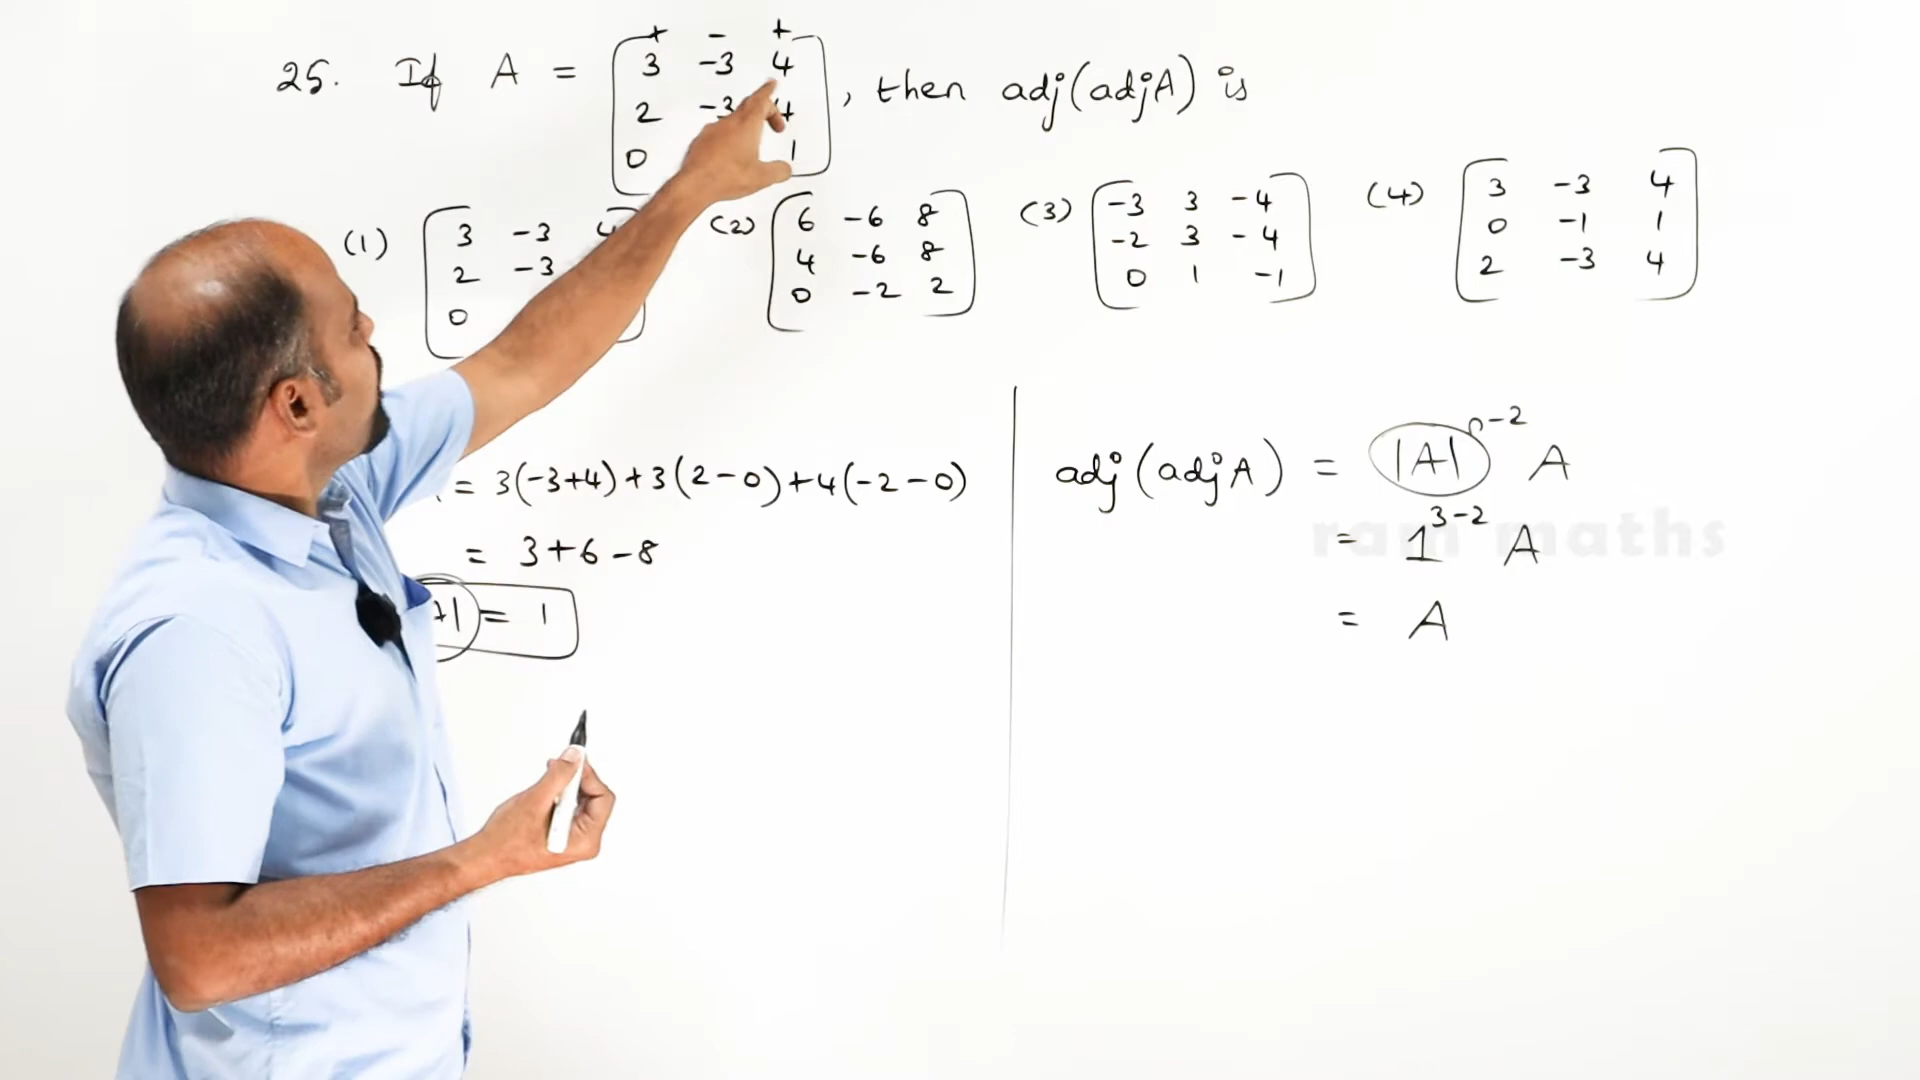 25. If A = [3 -3 4
2 -3 4
0 1], then adj(adjA) is
(1) [3 -3 4
2 -3
0]
(2) [6 -6 8
4 -6 8
0 -2 2]
(3) [-3 3 -4
-2 3 -4
0 1 -1]
(4) [3 -3 4
0 -1 1
2 -3 4]
+ - +
= 3(-3+4)+3(2-0)+4(-2-0)
= 3+6-8
A| = 1
adj(adjA) = |A|^n-2 A
= 1^3-2 A
= A
ram maths